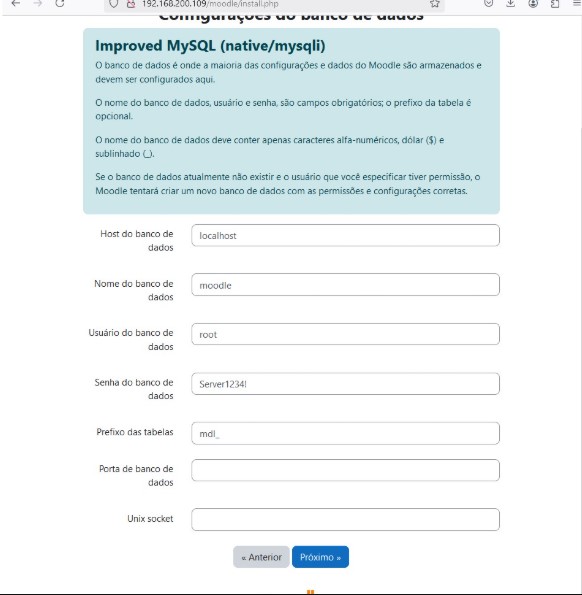 192.168.200.109/moodle/install.php
Configurações do banco de dados
Improved MySQL (native/mysqli)
O banco de dados é onde a maioria das configurações e dados do Moodle são armazenados e
devem ser configurados aqui.
O nome do banco de dados, usuário e senha, são campos obrigatórios; o prefixo da tabela é
opcional.
O nome do banco de dados deve conter apenas caracteres alfa-numéricos, dólar ($) e
sublinhado (_).
Se o banco de dados atualmente não existir e o usuário que você especificar tiver permissão, o
Moodle tentará criar um novo banco de dados com as permissões e configurações corretas.
Host do banco de
dados
localhost
Nome do banco de
dados
moodle
Usuário do banco de
dados
root
Senha do banco de
dados
Server1234!
Prefixo das tabelas
mdl_
Porta de banco de
dados
Unix socket
« Anterior
Próximo »